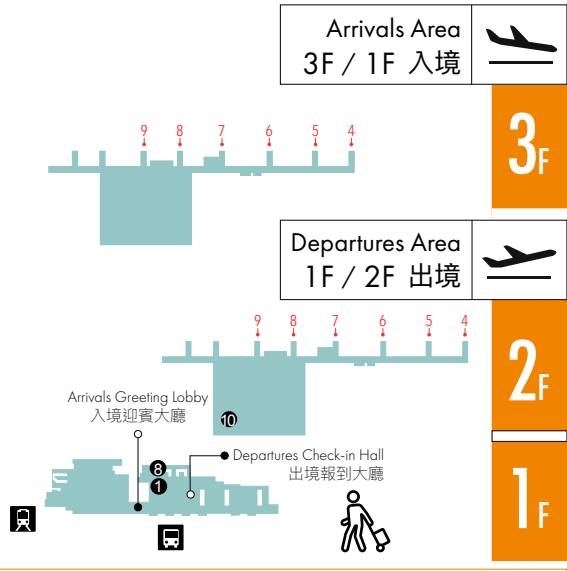 Arrivals Area
3F / 1F 入境
3F
9 8 7 6 5 4
Departures Area
1F / 2F 出境
9 8 7 6 5 4
2F
10
Arrivals Greeting Lobby
入境迎賓大廳
8
Departures Check-in Hall
出境報到大廳
1
1F